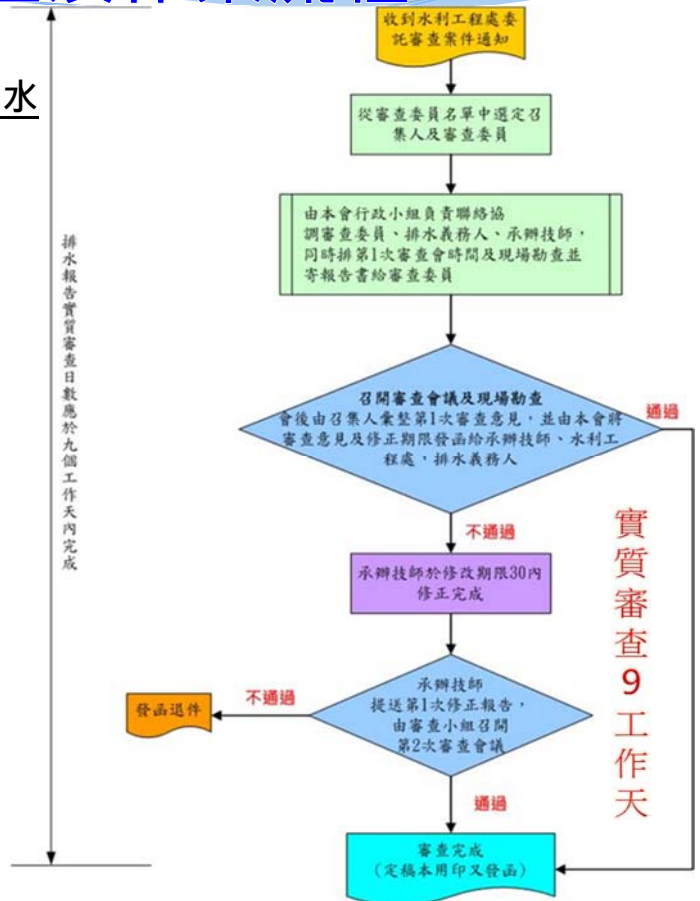 水
收到水利工程處委
託審查案件通知
從審查委員名單中選定召
集人及審查委員
由本會行政小組負責聯絡協
調審查委員、排水義務人、承辦技師，
同時排第1次審查會時間及現場勘查並
寄報告書給審查委員
排水報告實質審查日數應於九個工作天內完成
召開審查會議及現場勘查
會後由召集人彙整第1次審查意見，並由本會將
審查意見及修正期限發函給承辦技師、水利工
程處，排水義務人
通過
不通過
實質審查9工作天
承辦技師於修改期限30內
修正完成
承辦技師
提送第1次修正報告，
由審查小組召開
第2次審查會議
不通過
發函退件
通過
審查完成
（定稿本用印又發函）